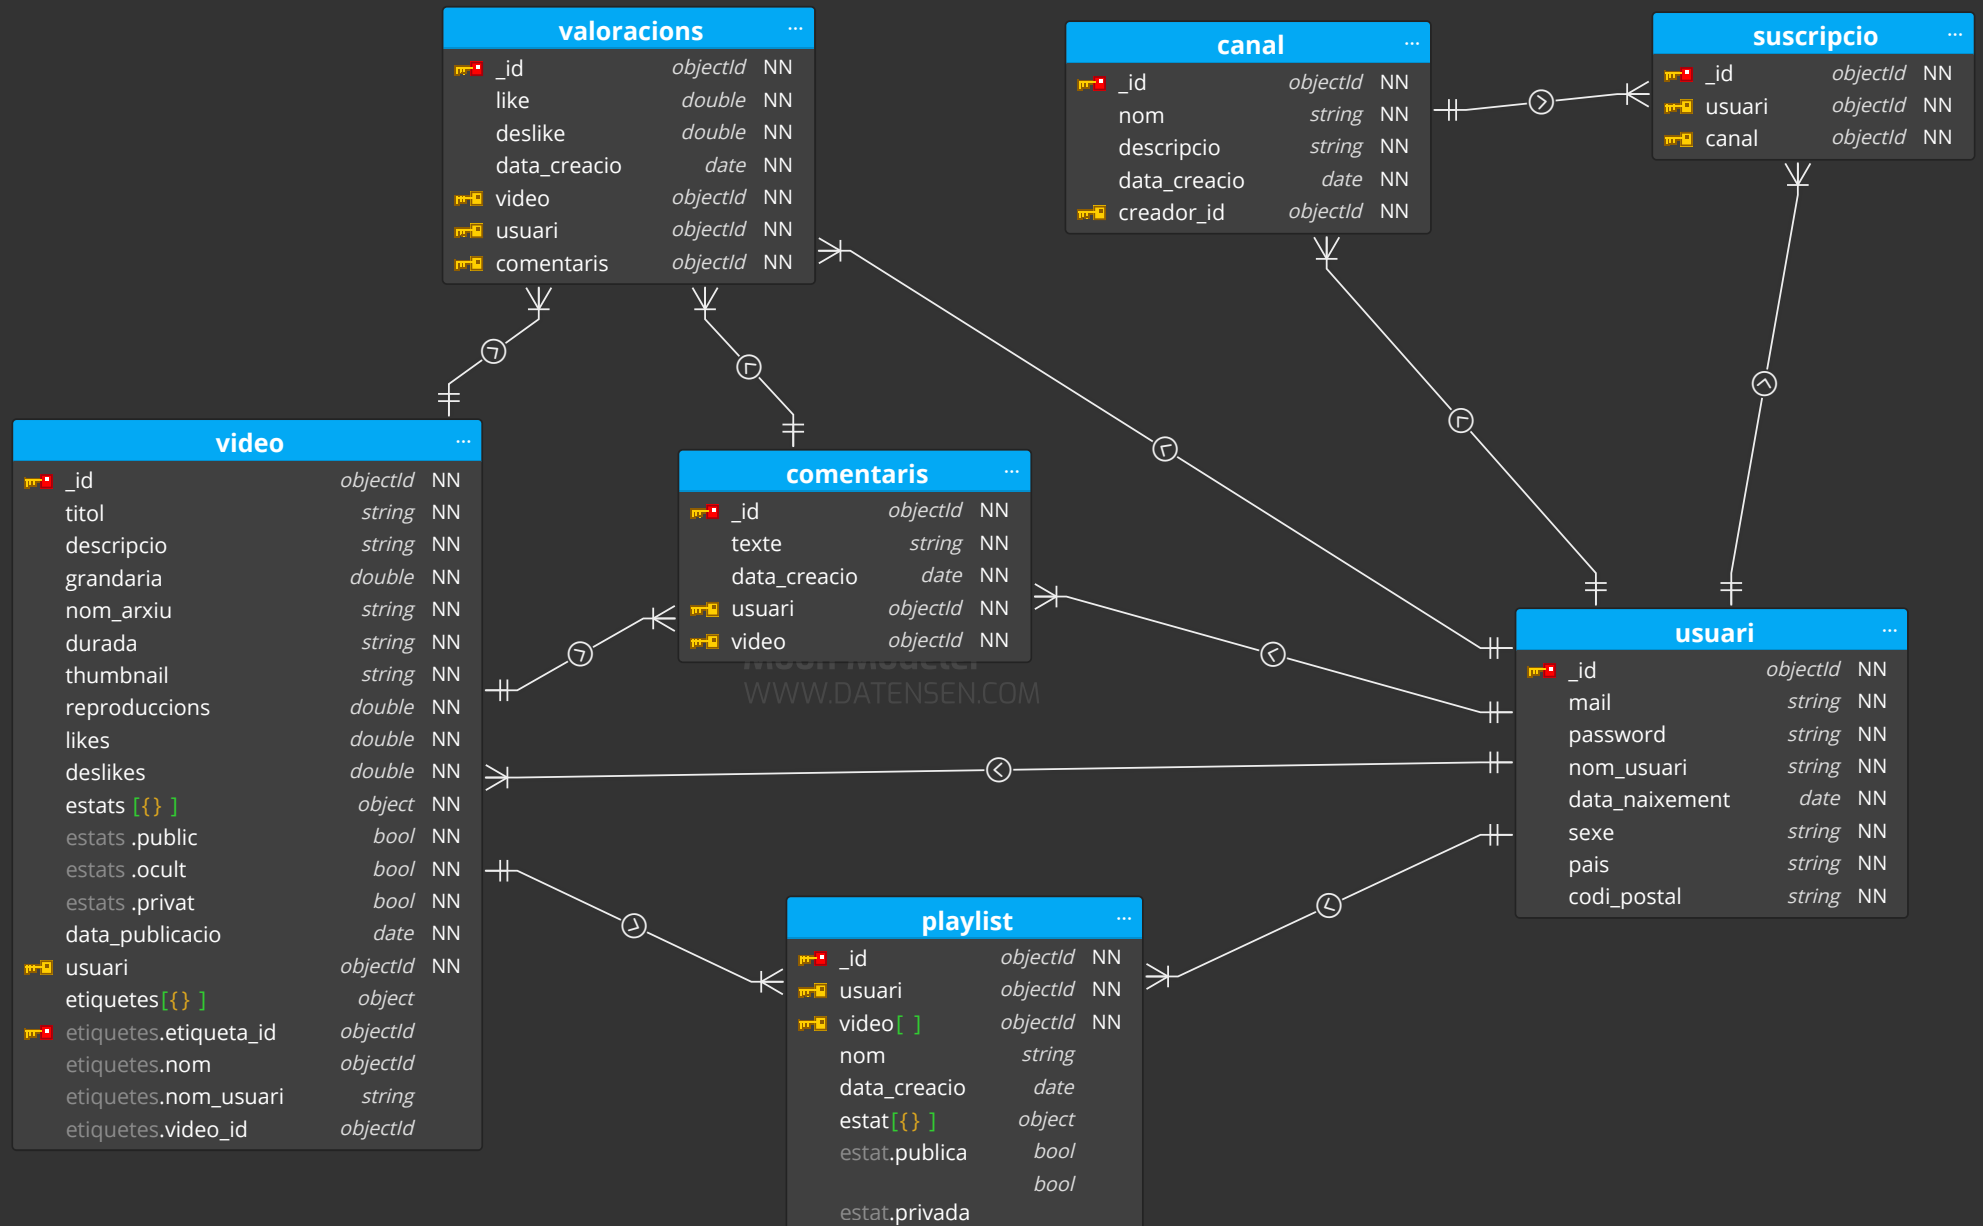 valoracions ...
_id objectId NN
like double NN
deslike double NN
data_creacio date NN
video objectId NN
usuari objectId NN
comentaris objectId NN
canal ...
_id objectId NN
nom string NN
descripcio string NN
data_creacio date NN
creador_id objectId NN
suscripcio ...
_id objectId NN
usuari objectId NN
canal objectId NN
video ...
_id objectId NN
titol string NN
descripcio string NN
grandaria double NN
nom_arxiu string NN
durada string NN
thumbnail string NN
reproduccions double NN
likes double NN
deslikes double NN
estats [{} ] object NN
estats .public bool NN
estats .ocult bool NN
estats .privat bool NN
data_publicacio date NN
usuari objectId NN
etiquetes[{} ] object
etiquetes.etiqueta_id objectId
etiquetes.nom objectId
etiquetes.nom_usuari string
etiquetes.video_id objectId
comentaris ...
_id objectId NN
texte string NN
data_creacio date NN
usuari objectId NN
video objectId NN
Moon Modeler
WWW.DATENSEN.COM
usuari ...
_id objectId NN
mail string NN
password string NN
nom_usuari string NN
data_naixement date NN
sexe string NN
pais string NN
codi_postal string NN
playlist ...
_id objectId NN
usuari objectId NN
video[ ] objectId NN
nom string
data_creacio date
estat[{} ] object
estat.publica bool
bool
estat.privada